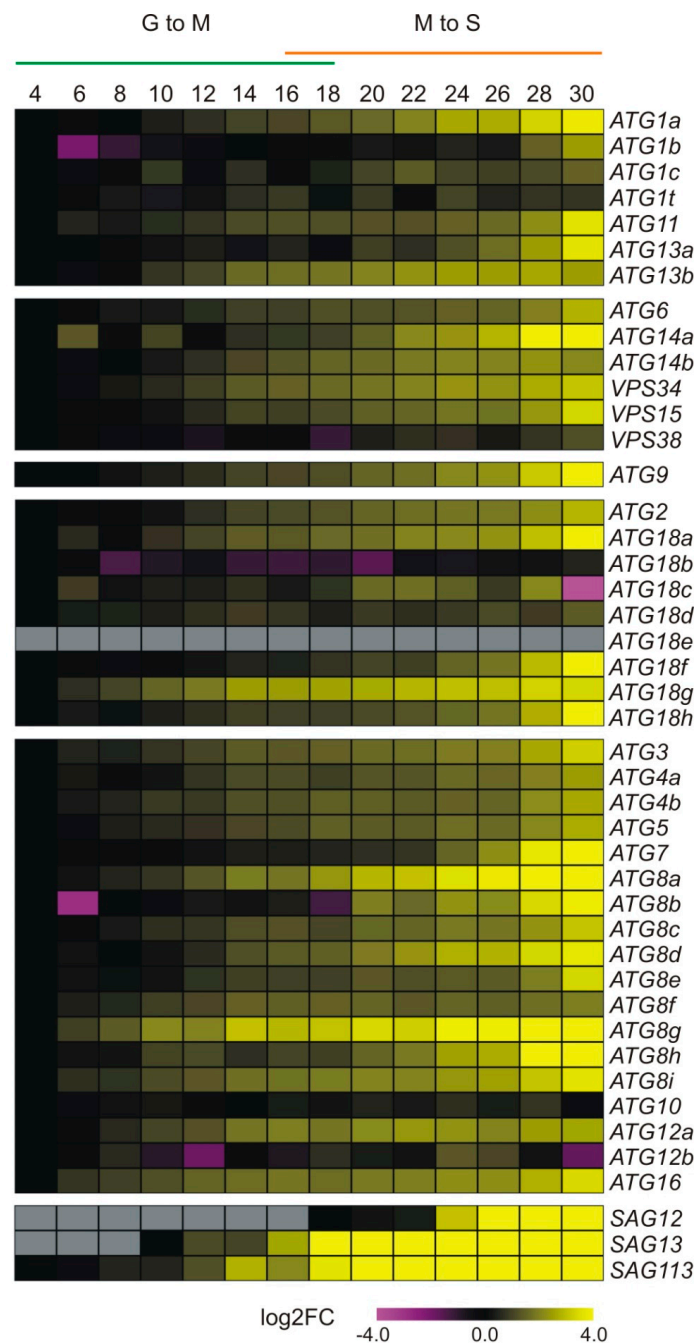 G to M M to S
4 6 8 10 12 14 16 18 20 22 24 26 28 30
ATG1a
ATG1b
ATG1c
ATG1t
ATG11
ATG13a
ATG13b
ATG6
ATG14a
ATG14b
VPS34
VPS15
VPS38
ATG9
ATG2
ATG18a
ATG18b
ATG18c
ATG18d
ATG18e
ATG18f
ATG18g
ATG18h
ATG3
ATG4a
ATG4b
ATG5
ATG7
ATG8a
ATG8b
ATG8c
ATG8d
ATG8e
ATG8f
ATG8g
ATG8h
ATG8i
ATG10
ATG12a
ATG12b
ATG16
SAG12
SAG13
SAG113
log2FC
-4.0 0.0 4.0